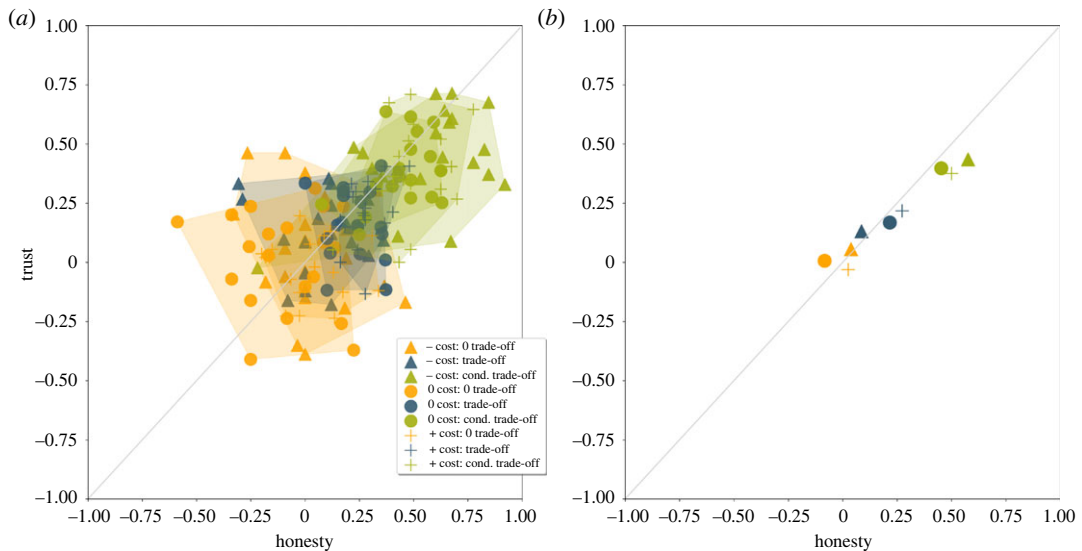 (a)
1.00
0.75
0.50
0.25
0
−0.25
−0.50
−0.75
−1.00
trust
−1.00 −0.75 −0.50 −0.25 0 0.25 0.50 0.75 1.00
honesty
− cost: 0 trade-off
− cost: trade-off
− cost: cond. trade-off
0 cost: 0 trade-off
0 cost: trade-off
0 cost: cond. trade-off
+ cost: 0 trade-off
+ cost: trade-off
+ cost: cond. trade-off
(b)
1.00
0.75
0.50
0.25
0
−0.25
−0.50
−0.75
−1.00
−1.00 −0.75 −0.50 −0.25 0 0.25 0.50 0.75 1.00
honesty